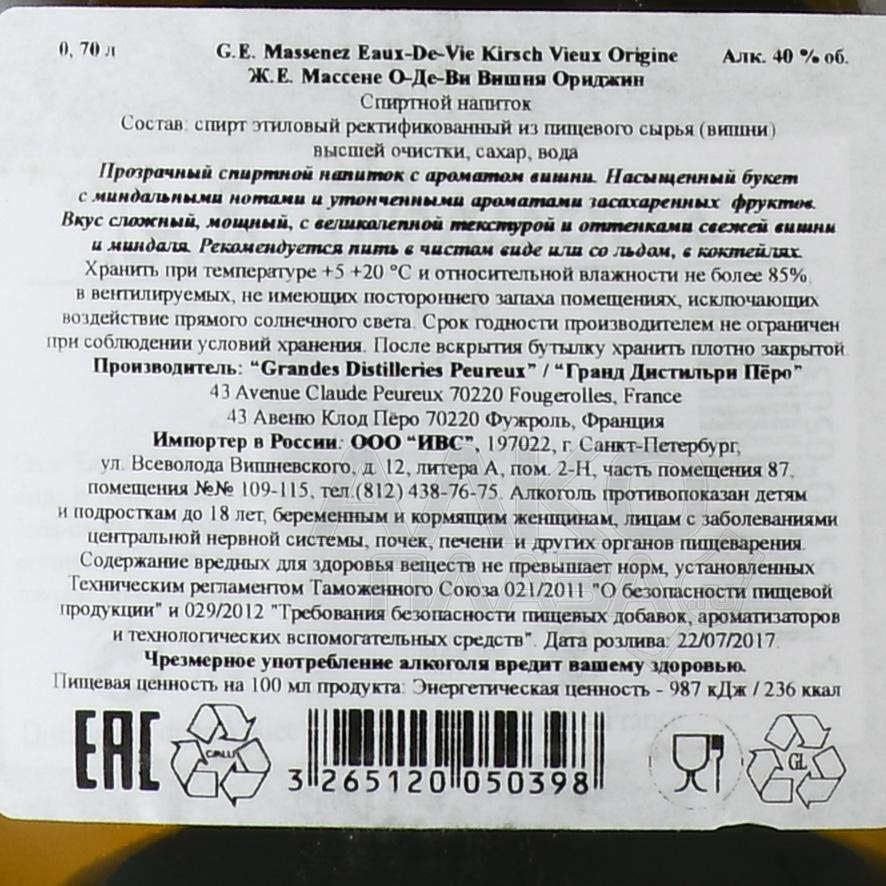 0, 70 л G.E. Massenez Eaux-De-Vie Kirsch Vieux Origine Алк. 40 % об.
Ж.Е. Массене О-Де-Ви Вишня Ориджин
Спиртной напиток
Состав: спирт этиловый ректификованный из пищевого сырья (вишни)
высшей очистки, сахар, вода
Прозрачный спиртной напиток с ароматом вишни. Насыщенный букет
с миндальными нотами и утонченными ароматами засахаренных фруктов.
Вкус сложный, мощный, с великолепной текстурой и оттенками свежей вишни
и миндаля. Рекомендуется пить в чистом виде или со льдом, в коктейлях.
Хранить при температуре +5 +20 °C и относительной влажности не более 85%
в вентилируемых, не имеющих постороннего запаха помещениях, исключающих
воздействие прямого солнечного света. Срок годности производителем не ограничен
при соблюдении условий хранения. После вскрытия бутылку хранить плотно закрытой.
Производитель: "Grandes Distilleries Peureux" / "Гранд Дистильри Пёро"
43 Avenue Claude Peureux 70220 Fougerolles, France
43 Авеню Клод Пёро 70220 Фужроль, Франция
Импортер в России: ООО "ИВС", 197022, г. Санкт-Петербург,
ул. Всеволода Вишневского, д. 12, литера А, пом. 2-Н, часть помещения 87,
помещения №№ 109-115, тел.(812) 438-76-75. Алкоголь противопоказан детям
и подросткам до 18 лет, беременным и кормящим женщинам, лицам с заболеваниями
центральной нервной системы, почек, печени и других органов пищеварения.
Содержание вредных для здоровья веществ не превышает норм, установленных
Техническим регламентом Таможенного Союза 021/2011 "О безопасности пищевой
продукции" и 029/2012 "Требования безопасности пищевых добавок, ароматизаторов
и технологических вспомогательных средств". Дата розлива: 22/07/2017.
Чрезмерное употребление алкоголя вредит вашему здоровью.
Пищевая ценность на 100 мл продукта: Энергетическая ценность - 987 кДж / 236 ккал
EAC C/ALU 3 265120 050398 GL